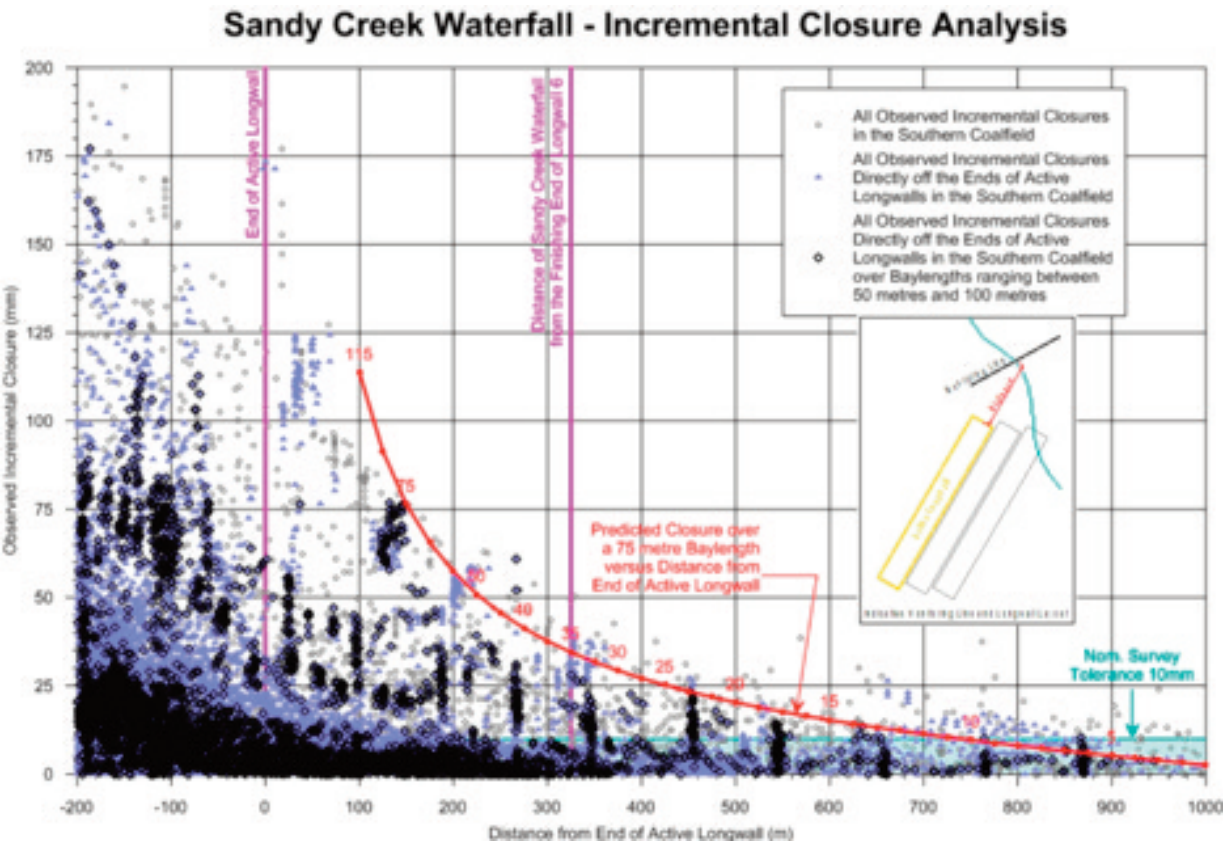 Sandy Creek Waterfall - Incremental Closure Analysis
Observed Incremental Closure (mm)
200
175
150
125
100
75
50
25
0
-200
-100
0
100
200
300
400
500
600
700
800
900
1000
Distance from End of Active Longwall (m)
End of Active Longwall
Distance of Sandy Creek Waterfall
from the Finishing End of Longwall 6
All Observed Incremental Closures
in the Southern Coalfield
All Observed Incremental Closures
Directly off the Ends of Active
Longwalls in the Southern Coalfield
All Observed Incremental Closures
Directly off the Ends of Active
Longwalls in the Southern Coalfield
over Baylengths ranging between
50 metres and 100 metres
115
75
50
40
35
30
25
20
15
10
5
Predicted Closure over
a 75 metre Baylength
versus Distance from
End of Active Longwall
Nom. Survey
Tolerance 10mm